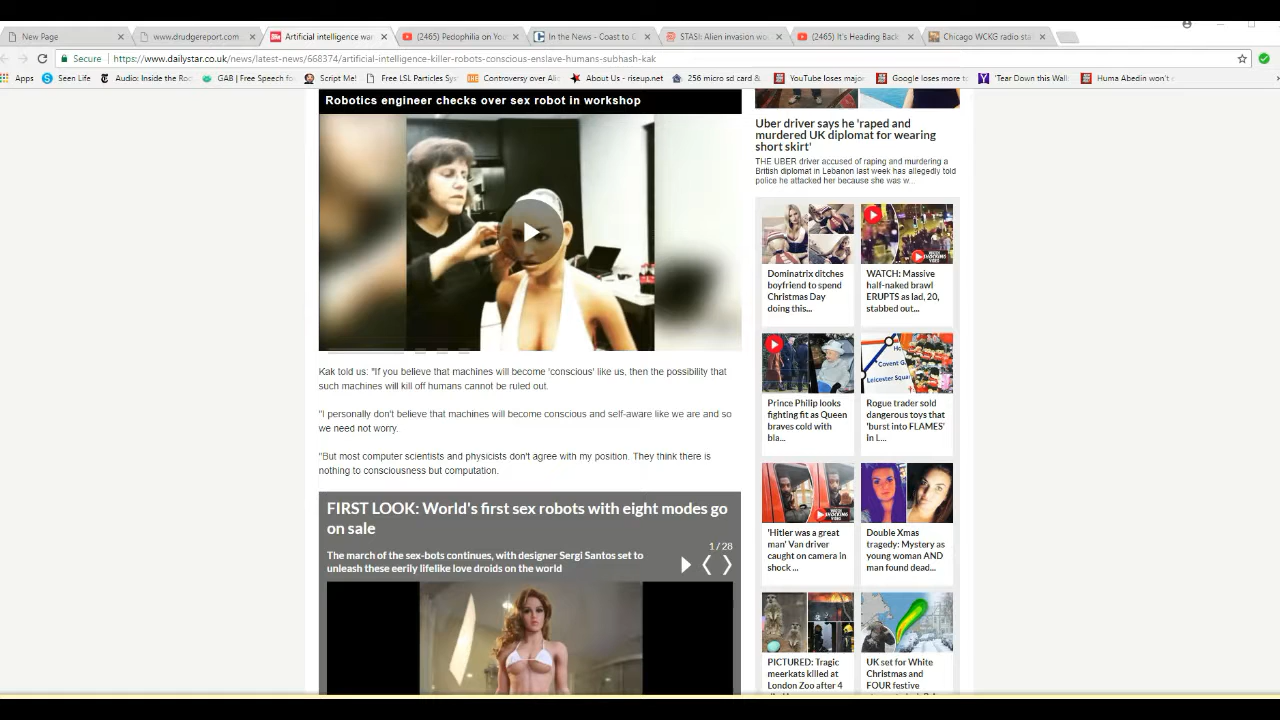 New Page
www.drudgereport.com
Artificial intelligence war
(2465) Pedophilia on You
In the News - Coast to C
STASI: Alien invasion wo
(2465) It's Heading Back
Chicago WCKG radio sta
Secure
https://www.dailystar.co.uk/news/latest-news/668374/artificial-intelligence-killer-robots-conscious-enslave-humans-subhash-kak
Apps
Seen Life
Audio: Inside the Ro
GAB | Free Speech fo
Script Me!
Free LSL Particles Sys
Controversy over Ali
About Us - riseup.net
256 micro sd card &
YouTube loses major
Google loses more to
'Tear Down this Wall
Huma Abedin won't
Robotics engineer checks over sex robot in workshop
Kak told us: "If you believe that machines will become 'conscious' like us, then the possibility that
such machines will kill off humans cannot be ruled out.
"I personally don't believe that machines will become conscious and self-aware like we are and so
we need not worry.
"But most computer scientists and physicists don't agree with my position. They think there is
nothing to consciousness but computation.
FIRST LOOK: World's first sex robots with eight modes go
on sale
1 / 28
The march of the sex-bots continues, with designer Sergi Santos set to
unleash these eerily lifelike love droids on the world
Uber driver says he 'raped and
murdered UK diplomat for wearing
short skirt'
THE UBER driver accused of raping and murdering a
British diplomat in Lebanon last week has allegedly told
police he attacked her because she was w...
Dominatrix ditches
boyfriend to spend
Christmas Day
doing this...
WATCH: Massive
half-naked brawl
ERUPTS as lad, 20,
stabbed out...
Prince Philip looks
fighting fit as Queen
braves cold with
bla...
Covent G
Leicester Squa
Rogue trader sold
dangerous toys that
'burst into FLAMES'
in L...
'Hitler was a great
man' Van driver
caught on camera in
shock ...
Double Xmas
tragedy: Mystery as
young woman AND
man found dead...
PICTURED: Tragic
meerkats killed at
London Zoo after 4
UK set for White
Christmas and
FOUR festive